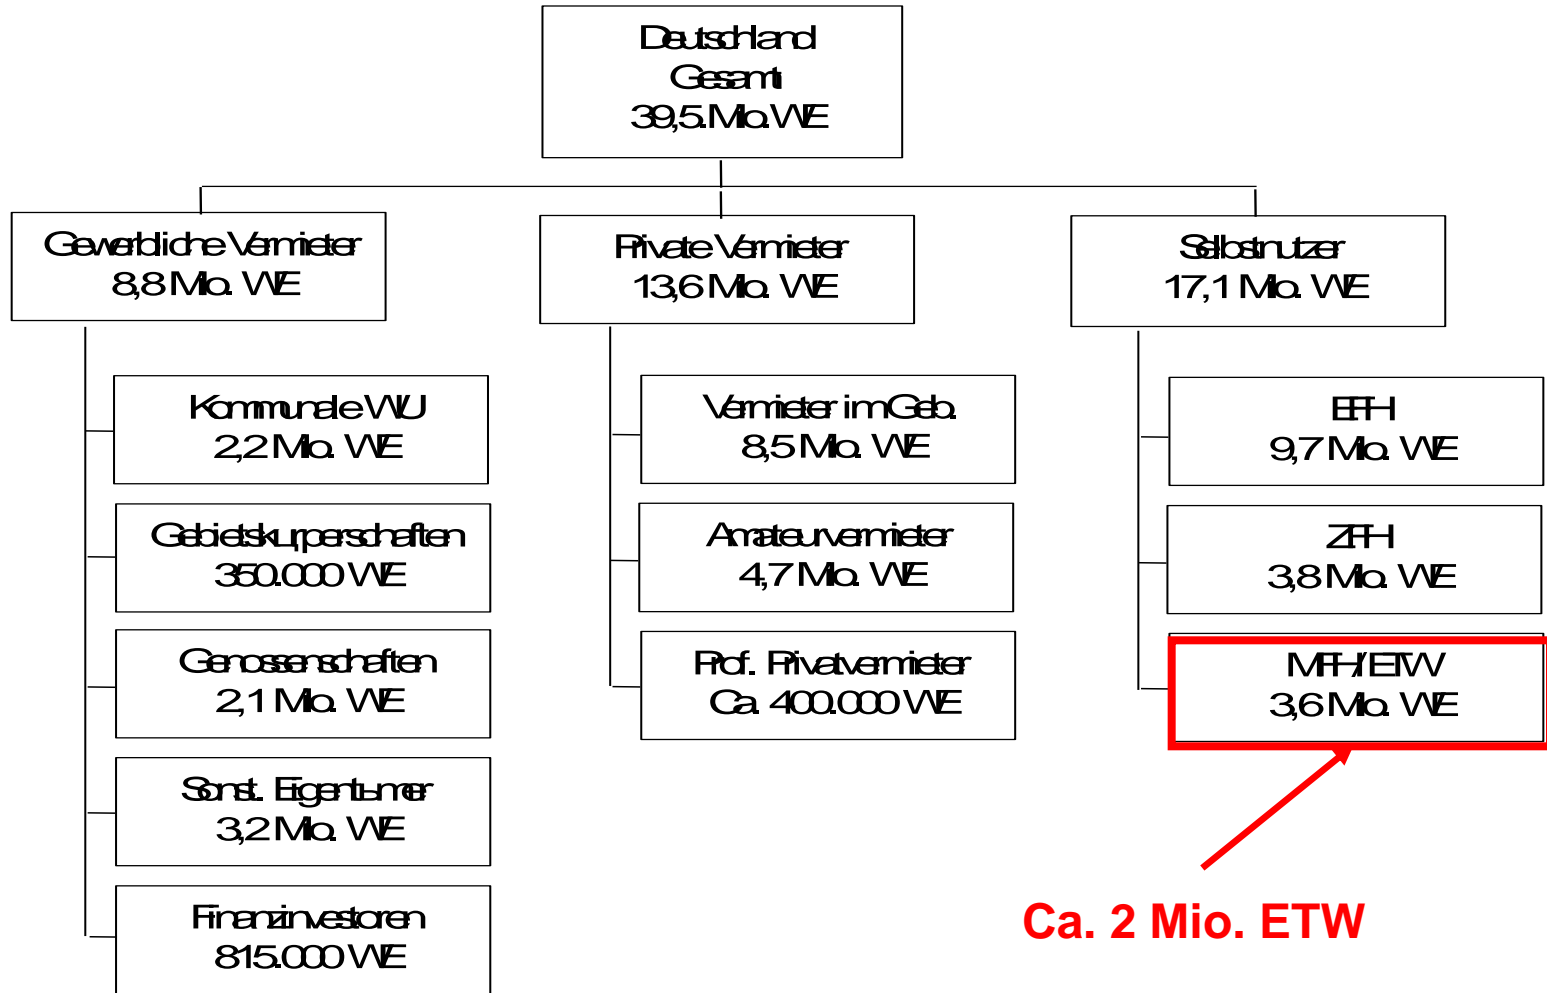 Deutschland
Gesamt
39,5.Mio.WE
Gewerbliche Vermieter
8,8 Mio. WE
Private Vermieter
13,6 Mio. WE
Selbstnutzer
17,1 Mio. WE
Kommunale WU
2,2 Mio. WE
Gebietskurperschaften
350.000 WE
Genossenschaften
2,1 Mio. WE
Sonst. Eigentumer
3,2 Mio. WE
Finanzinvestoren
815.000 WE
Vermieter im Geb.
8,5 Mio. WE
Amateurvermieter
4,7 Mio. WE
Prof. Privatvermieter
Ca. 400.000 WE
EFH
9,7 Mio. WE
ZFH
3,8 Mio. WE
MFH/ETW
3,6 Mio. WE
Ca. 2 Mio. ETW